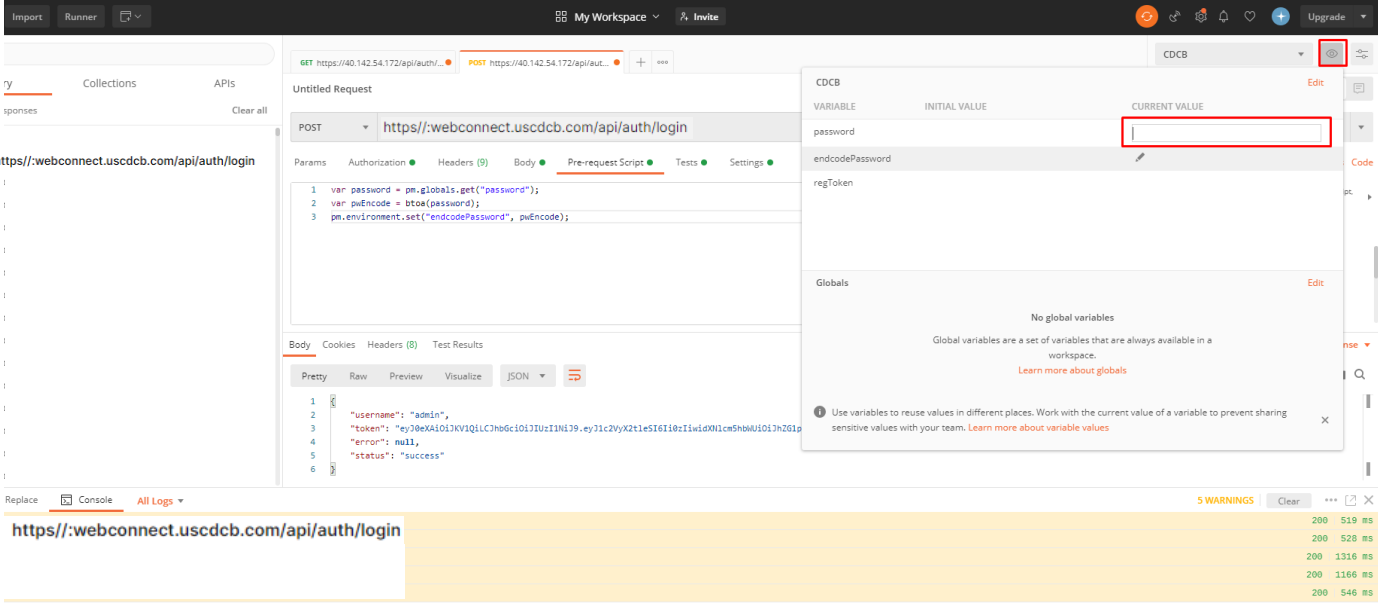 Import Runner My Workspace Invite Upgrade
GET https://40.142.54.172/api/auth/... POST https://40.142.54.172/api/aut... CDCB
ry Collections APIs
sponses Clear all
Untitled Request
POST https//:webconnect.uscdcb.com/api/auth/login
ttps//:webconnect.uscdcb.com/api/auth/login
Params Authorization Headers (9) Body Pre-request Script Tests Settings Code
1 var password = pm.globals.get("password");
2 var pwEncode = btoa(password);
3 pm.environment.set("endcodePassword", pwEncode);
CDCB Edit
VARIABLE INITIAL VALUE CURRENT VALUE
password
endcodePassword
regToken
pt.
Globals Edit
No global variables
Global variables are a set of variables that are always available in a
workspace.
Learn more about globals
Use variables to reuse values in different places. Work with the current value of a variable to prevent sharing
sensitive values with your team. Learn more about variable values
Body Cookies Headers (8) Test Results nse
Pretty Raw Preview Visualize JSON
1 {
2 "username": "admin",
3 "token": "eyJ0eXAiOiJKV1QiLCJhbGciOiJIUzI1NiJ9.eyJ1c2VyX2tleSI6Ii0zIiwidXNlcm5hbWUiOiJhZG1p
4 "error": null,
5 "status": "success"
6 }
Replace Console All Logs 5 WARNINGS Clear
https//:webconnect.uscdcb.com/api/auth/login
200 519 ms
200 528 ms
200 1316 ms
200 1166 ms
200 546 ms